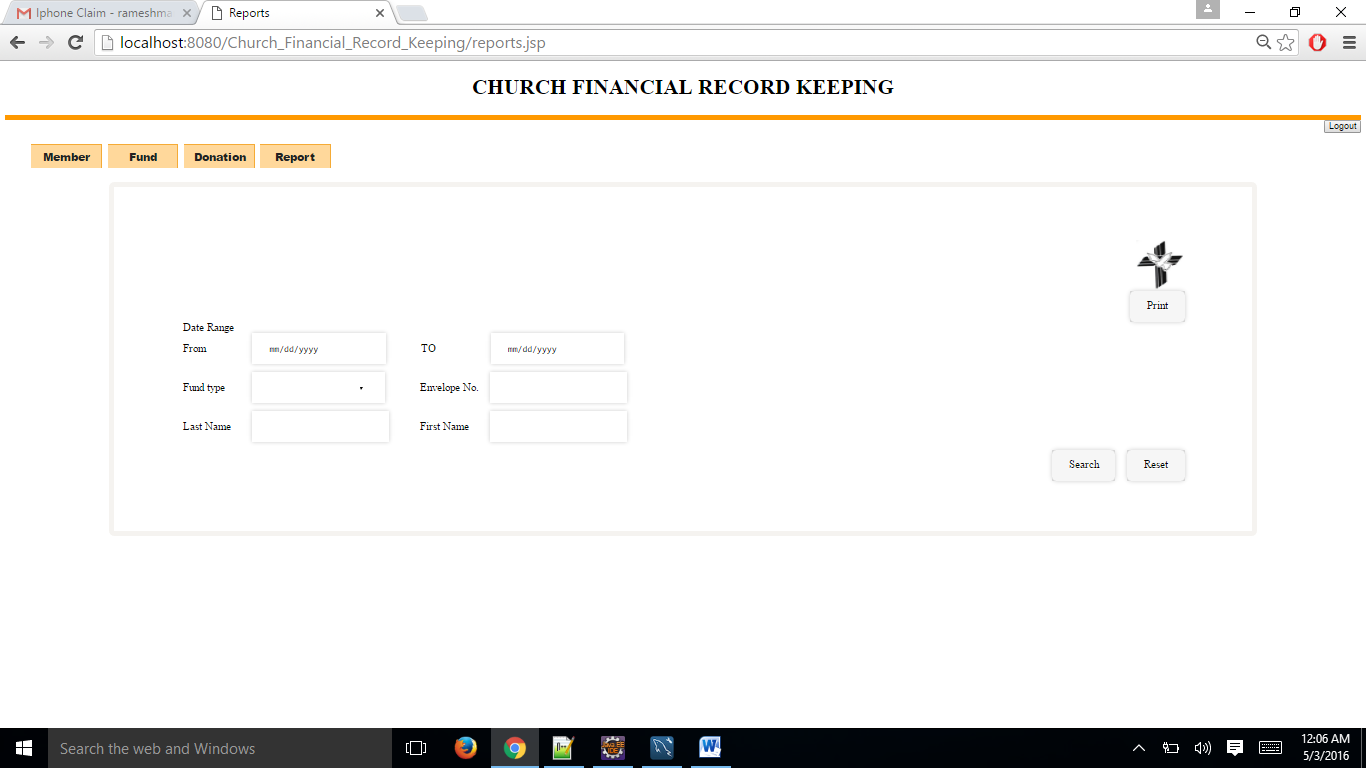 Iphone Claim - rameshma
Reports
localhost:8080/Church_Financial_Record_Keeping/reports.jsp
CHURCH FINANCIAL RECORD KEEPING
Logout
Member Fund Donation Report
Print
Date Range
From mm/dd/yyyy TO mm/dd/yyyy
Fund type Envelope No.
Last Name First Name
Search Reset
Search the web and Windows
12:06 AM
5/3/2016